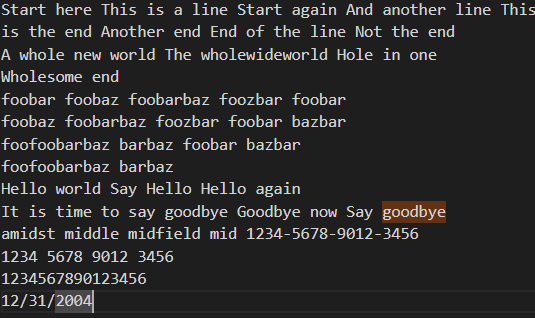 Start here This is a line Start again And another line This
is the end Another end End of the line Not the end
A whole new world The wholewideworld Hole in one
Wholesome end
foobar foobaz foobarbaz foozbar foobar
foobaz foobarbaz foozbar foobar bazbar
foofoobarbaz barbaz foobar bazbar
foofoobarbaz barbaz
Hello world Say Hello Hello again
It is time to say goodbye Goodbye now Say goodbye
amidst middle midfield mid 1234-5678-9012-3456
1234 5678 9012 3456
1234567890123456
12/31/2004